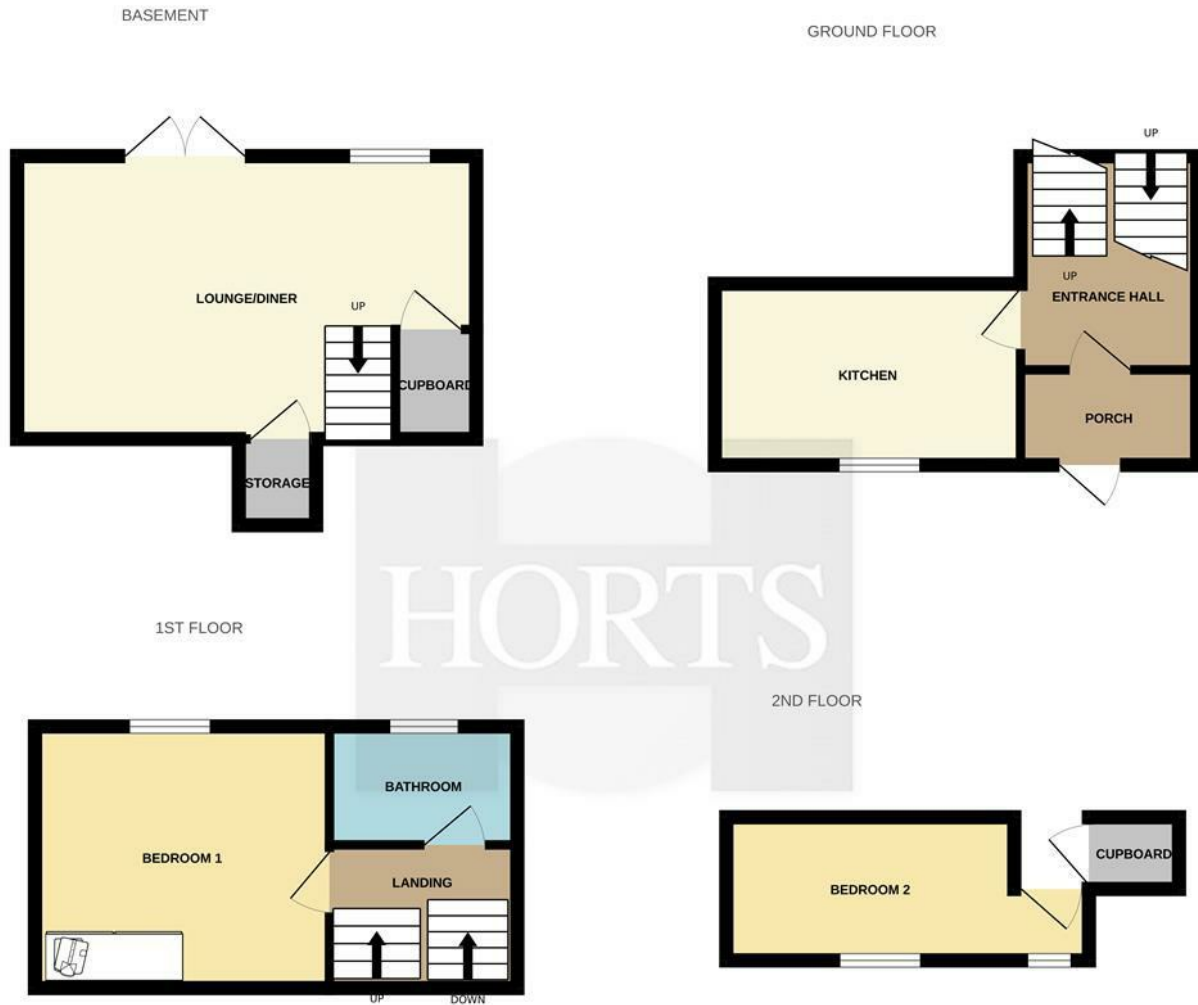 BASEMENT
GROUND FLOOR
UP
LOUNGE/DINER
UP
CUPBOARD
STORAGE
UP
ENTRANCE HALL
KITCHEN
PORCH
HORTS
1ST FLOOR
2ND FLOOR
BATHROOM
BEDROOM 1
LANDING
UP
DOWN
CUPBOARD
BEDROOM 2